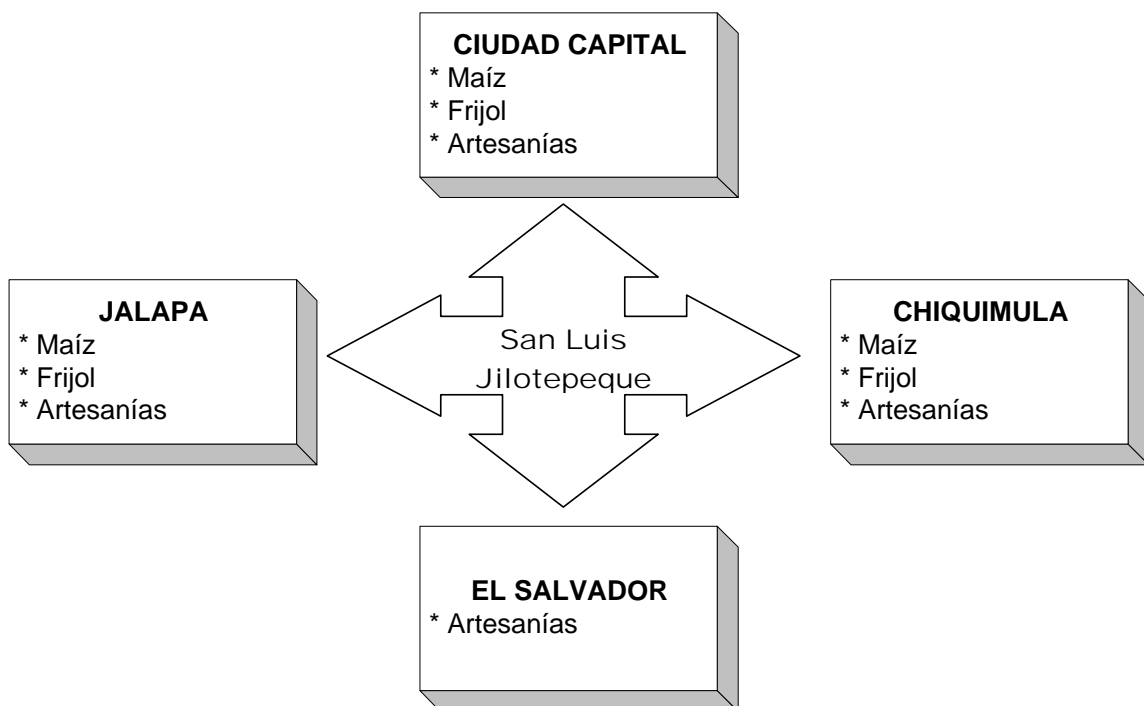 CIUDAD CAPITAL
* Maíz
* Frijol
* Artesanías
JALAPA
* Maíz
* Frijol
* Artesanías
San Luis
Jilotepeque
CHIQUIMULA
* Maíz
* Frijol
* Artesanías
EL SALVADOR
* Artesanías